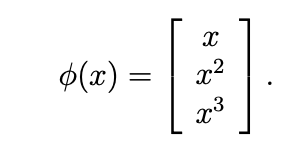 x
ϕ(x) = [ x² ] .
x³